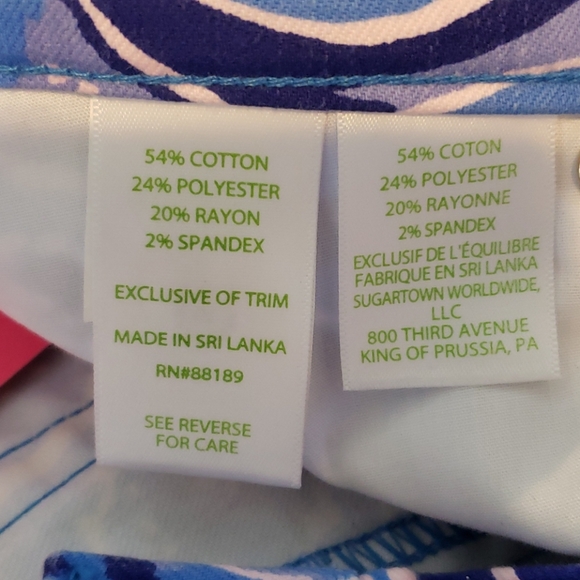 54% COTTON
24% POLYESTER
20% RAYON
2% SPANDEX
EXCLUSIVE OF TRIM
MADE IN SRI LANKA
RN#88189
SEE REVERSE
FOR CARE
54% COTON
24% POLYESTER
20% RAYONNE
2% SPANDEX
EXCLUSIF DE L'ÉQUILIBRE
FABRIQUE EN SRI LANKA
SUGARTOWN WORLDWIDE,
LLC
800 THIRD AVENUE
KING OF PRUSSIA, PA